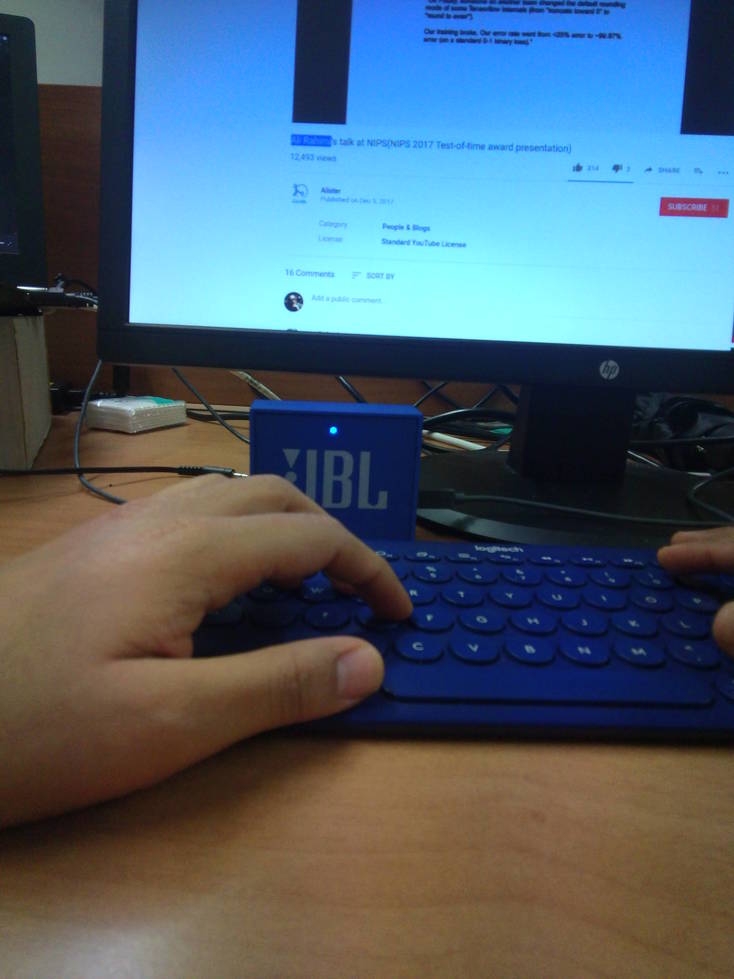 "On Friday, someone on another team changed the default rounding
mode of some Tensorflow internals (from "truncate toward 0" to
"round to even").
Our training broke. Our error rate went from <25% error to ~99.97%
error (on a standard 0-1 binary loss)."
Ali Rahimi's talk at NIPS(NIPS 2017 Test-of-time award presentation)
12,493 views
314
3
SHARE
Alister
Published on Dec 5, 2017
SUBSCRIBE
Category
People & Blogs
License
Standard YouTube License
16 Comments
SORT BY
Add a public comment...
hp
JBL
logitech
W R T Y U I O
F G H J K L
C V B N M